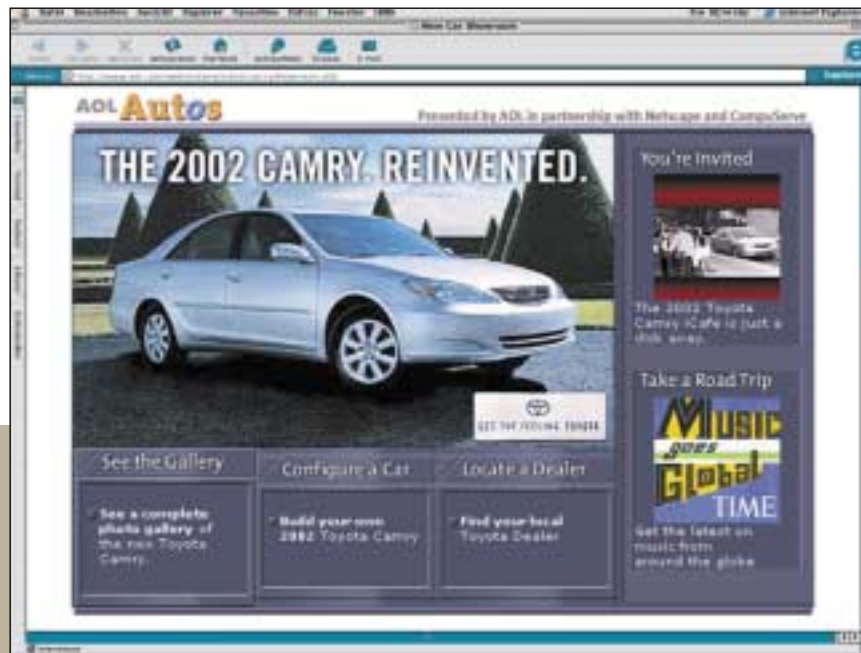 New Car Showroom
AOL Autos
Presented by AOL in partnership with Netscape and CompuServe
THE 2002 CAMRY. REINVENTED.
GET THE FEELING. TOYOTA
See the Gallery
See a complete
photo gallery of
the new Toyota
Camry.
Configure a Car
Build your own
2002 Toyota Camry
Locate a Dealer
Find your local
Toyota Dealer
You're Invited
The 2002 Toyota
Camry iCafe is just a
click away.
Take a Road Trip
MUSIC
goes
GLOBAL
TIME
Get the latest on
music from
around the globe